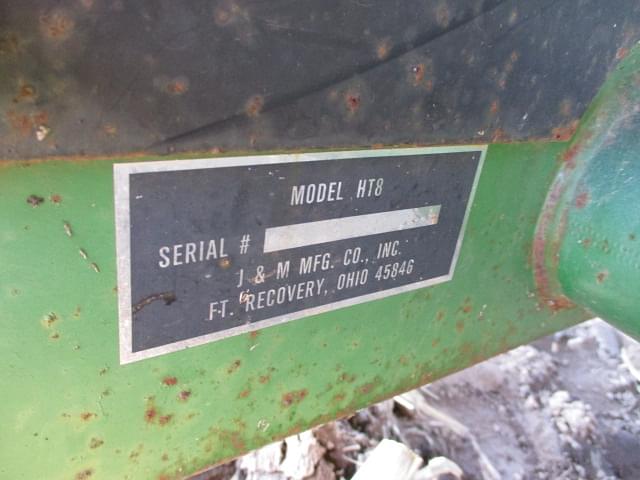 MODEL HT8
SERIAL #
J & M MFG. CO., INC.
FT. RECOVERY, OHIO 45846